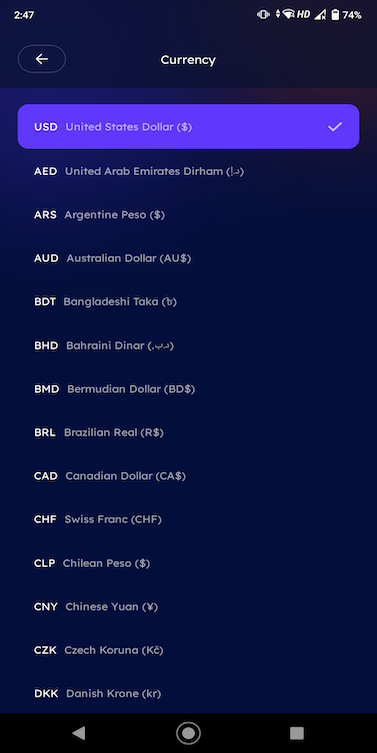 2:47 HD 74%
Currency
USD United States Dollar ($)
AED United Arab Emirates Dirham (د.إ)
ARS Argentine Peso ($)
AUD Australian Dollar (AU$)
BDT Bangladeshi Taka (৳)
BHD Bahraini Dinar (.د.ب)
BMD Bermudian Dollar (BD$)
BRL Brazilian Real (R$)
CAD Canadian Dollar (CA$)
CHF Swiss Franc (CHF)
CLP Chilean Peso ($)
CNY Chinese Yuan (¥)
CZK Czech Koruna (Kč)
DKK Danish Krone (kr)